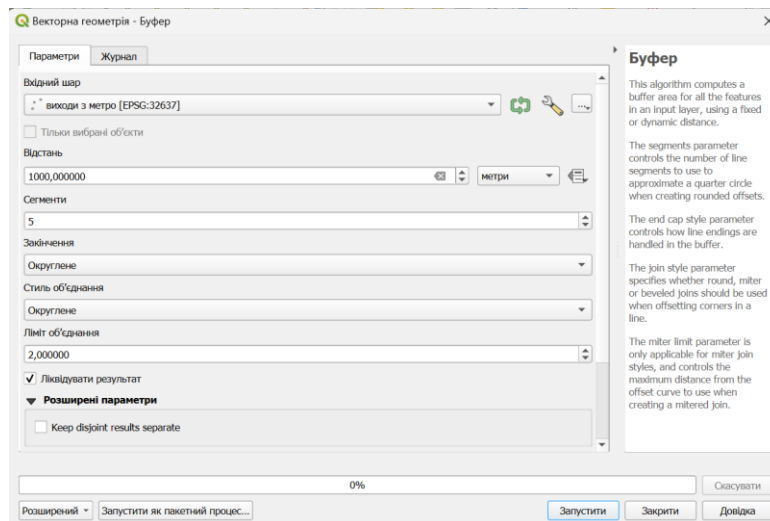 Векторна геометрія - Буфер
Параметри
Журнал
Вхідний шар
виходи з метро [EPSG:32637]
...
Тільки вибрані об'єкти
Відстань
1000,000000
метри
Сегменти
5
Закінчення
Округлене
Стиль об'єднання
Округлене
Ліміт об'єднання
2,000000
Ліквідувати результат
Розширені параметри
Keep disjoint results separate
Буфер
This algorithm computes a
buffer area for all the features
in an input layer, using a fixed
or dynamic distance.
The segments parameter
controls the number of line
segments to use to
approximate a quarter circle
when creating rounded offsets.
The end cap style parameter
controls how line endings are
handled in the buffer.
The join style parameter
specifies whether round, miter
or beveled joins should be used
when offsetting corners in a
line.
The miter limit parameter is
only applicable for miter join
styles, and controls the
maximum distance from the
offset curve to use when
creating a mitered join.
0%
Скасувати
Розширений
Запустити як пакетний процес...
Запустити
Закрити
Довідка